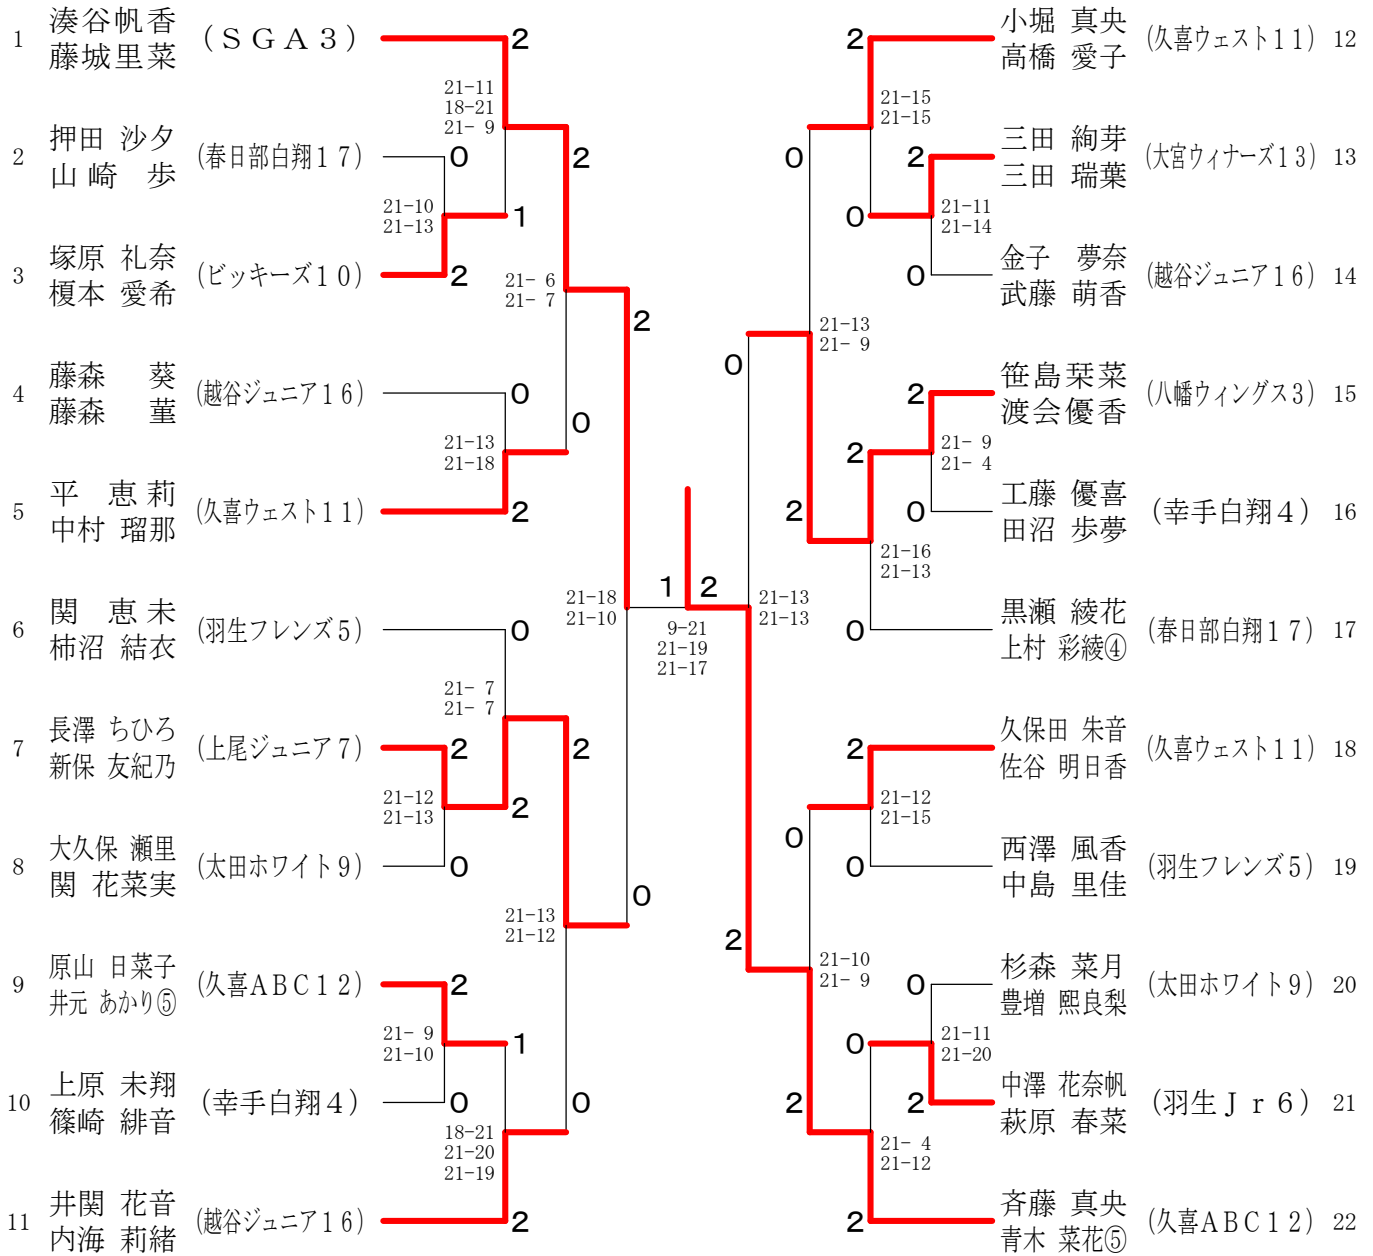 1 湊谷帆香 藤城里菜 (ＳＧＡ３) 2
21-11
18-21
21- 9
2 押田 沙夕 山崎 歩 (春日部白翔１７) 0
2
21-10
21-13
1
3 塚原 礼奈 榎本 愛希 (ビッキーズ１０) 2
21- 6
21- 7
2
4 藤森 葵 藤森 菫 (越谷ジュニア１６) 0
0
21-13
21-18
5 平 恵莉 中村 瑠那 (久喜ウェスト１１) 2
21-18
21-10
6 関 恵未 柿沼 結衣 (羽生フレンズ５) 0
21- 7
21- 7
7 長澤 ちひろ 新保 友紀乃 (上尾ジュニア７) 2
2
21-12
21-13
2
8 大久保 瀬里 関 花菜実 (太田ホワイト９) 0
0
21-13
21-12
9 原山 日菜子 井元 あかり⑤ (久喜ＡＢＣ１２) 2
21- 9
21-10
1
10 上原 未翔 篠崎 緋音 (幸手白翔４) 0
0
18-21
21-20
21-19
11 井関 花音 内海 莉緒 (越谷ジュニア１６) 2
1 2
9-21
21-19
21-17
2 小堀 真央 高橋 愛子 (久喜ウェスト１１) 12
21-15
21-15
0
2 三田 絢芽 三田 瑞葉 (大宮ウィナーズ１３) 13
0
21-11
21-14
0 金子 夢奈 武藤 萌香 (越谷ジュニア１６) 14
21-13
21- 9
0
2 笹島栞菜 渡会優香 (八幡ウィングス３) 15
2
21- 9
21- 4
2
0 工藤 優喜 田沼 歩夢 (幸手白翔４) 16
21-16
21-13
21-13
21-13
0 黒瀬 綾花 上村 彩綾④ (春日部白翔１７) 17
2 久保田 朱音 佐谷 明日香 (久喜ウェスト１１) 18
21-12
21-15
0
0 西澤 風香 中島 里佳 (羽生フレンズ５) 19
2
21-10
21- 9
0 杉森 菜月 豊増 熙良梨 (太田ホワイト９) 20
0
21-11
21-20
2
2 中澤 花奈帆 萩原 春菜 (羽生Ｊｒ６) 21
21- 4
21-12
2 斉藤 真央 青木 菜花⑤ (久喜ＡＢＣ１２) 22